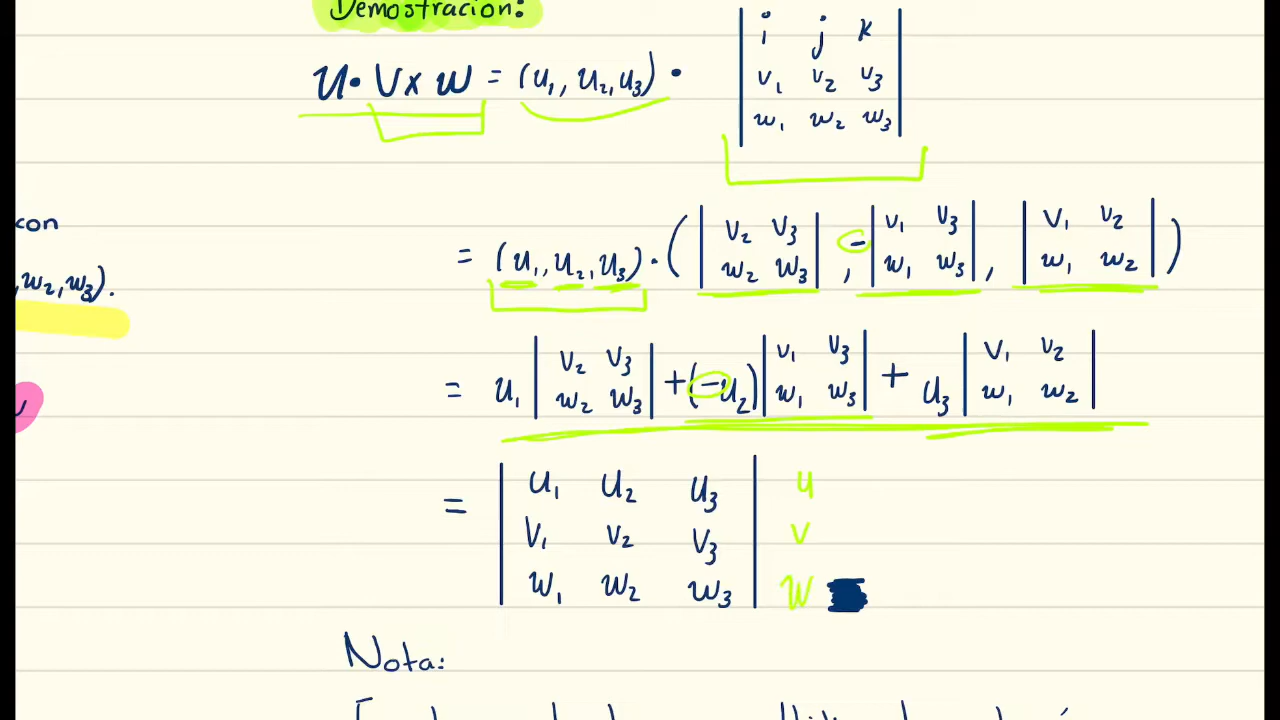 Demostración:
u · v x w = (u₁, u₂, u₃) · | i j k |
| v₁ v₂ v₃ |
| w₁ w₂ w₃ |
con
, w₂, w₃).
= (u₁, u₂, u₃) · ( | v₂ v₃ | , - | v₁ v₃ | , | v₁ v₂ | )
| w₂ w₃ | | w₁ w₃ | | w₁ w₂ |
= u₁ | v₂ v₃ | + (-u₂) | v₁ v₃ | + u₃ | v₁ v₂ |
| w₂ w₃ | | w₁ w₃ | | w₁ w₂ |
= | u₁ u₂ u₃ | u
| v₁ v₂ v₃ | v
| w₁ w₂ w₃ | w
Nota: